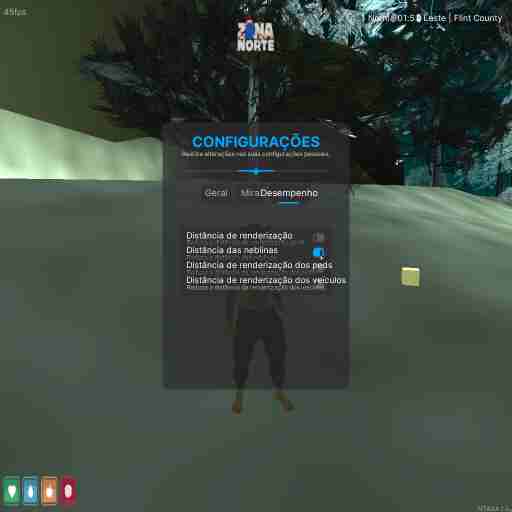 45fps
Leste | Flint County
ZONA
NORTE
CONFIGURAÇÕES
Realize alterações nas suas configurações pessoais.
Geral Mira Desempenho
Distância de renderização
Distância das neblinas
Distância de renderização dos peds
Distância de renderização dos veículos
Reduza a distância de renderização dos veículos